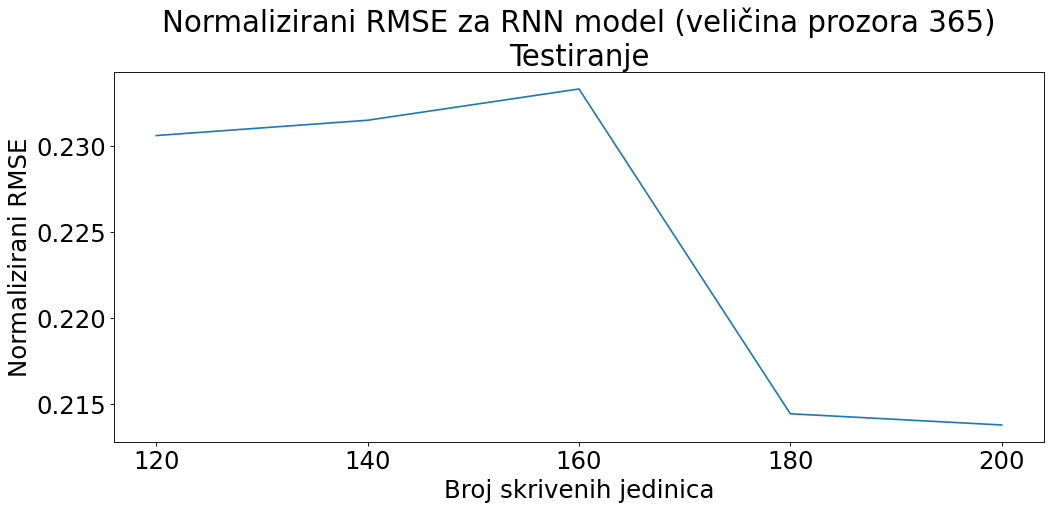 Normalizirani RMSE za RNN model (veličina prozora 365)
Testiranje
Normalizirani RMSE
0.230
0.225
0.220
0.215
120 140 160 180 200
Broj skrivenih jedinica